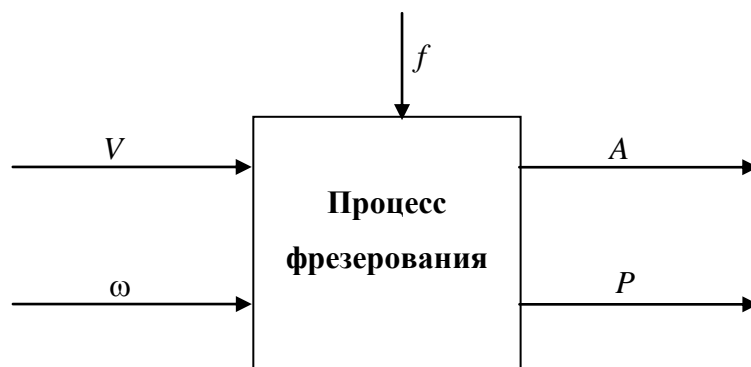 f
V
A
Процесс
фрезерования
ω
P